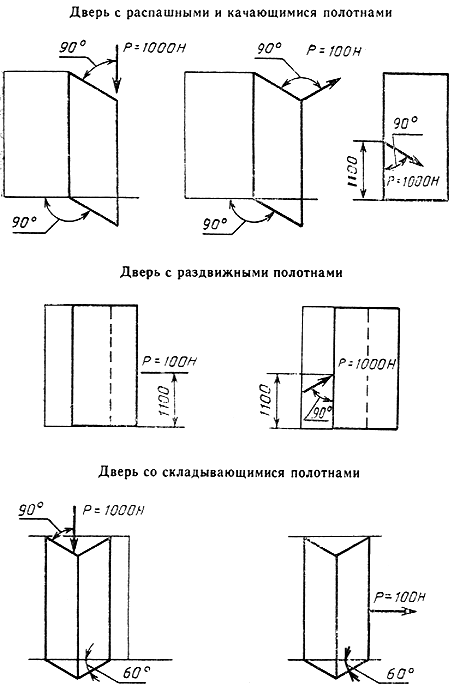 Дверь с распашными и качающимися полотнами
90° P=1000Н 90° P=100Н
90°
1100
P=1000Н
90° 90°
Дверь с раздвижными полотнами
P=100Н P=1000Н
1100 1100 90°
Дверь со складывающимися полотнами
90° P=1000Н
P=100Н
60° 60°